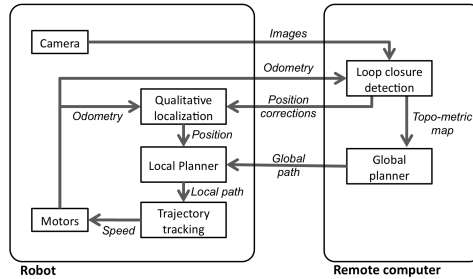 Camera
Images
Odometry
Loop closure
detection
Qualitative
localization
Odometry
Position
corrections
Position
Topo-metric
map
Local Planner
Global
path
Global
planner
Local path
Motors
Speed
Trajectory
tracking
Robot
Remote computer